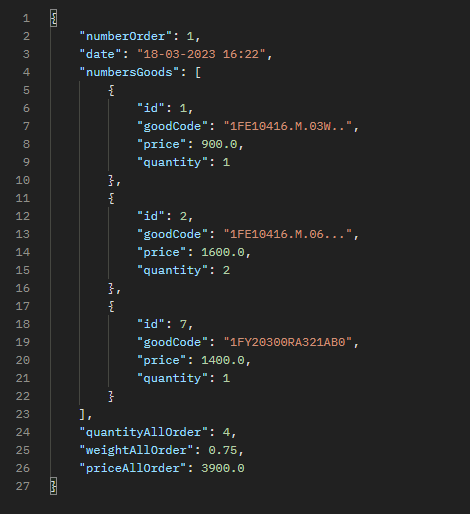 1 {
2     "numberOrder": 1,
3     "date": "18-03-2023 16:22",
4     "numbersGoods": [
5         {
6             "id": 1,
7             "goodCode": "1FE10416.M.03W..",
8             "price": 900.0,
9             "quantity": 1
10         },
11         {
12             "id": 2,
13             "goodCode": "1FE10416.M.06...",
14             "price": 1600.0,
15             "quantity": 2
16         },
17         {
18             "id": 7,
19             "goodCode": "1FY20300RA321AB0",
20             "price": 1400.0,
21             "quantity": 1
22         }
23     ],
24     "quantityAllOrder": 4,
25     "weightAllOrder": 0.75,
26     "priceAllOrder": 3900.0
27 }